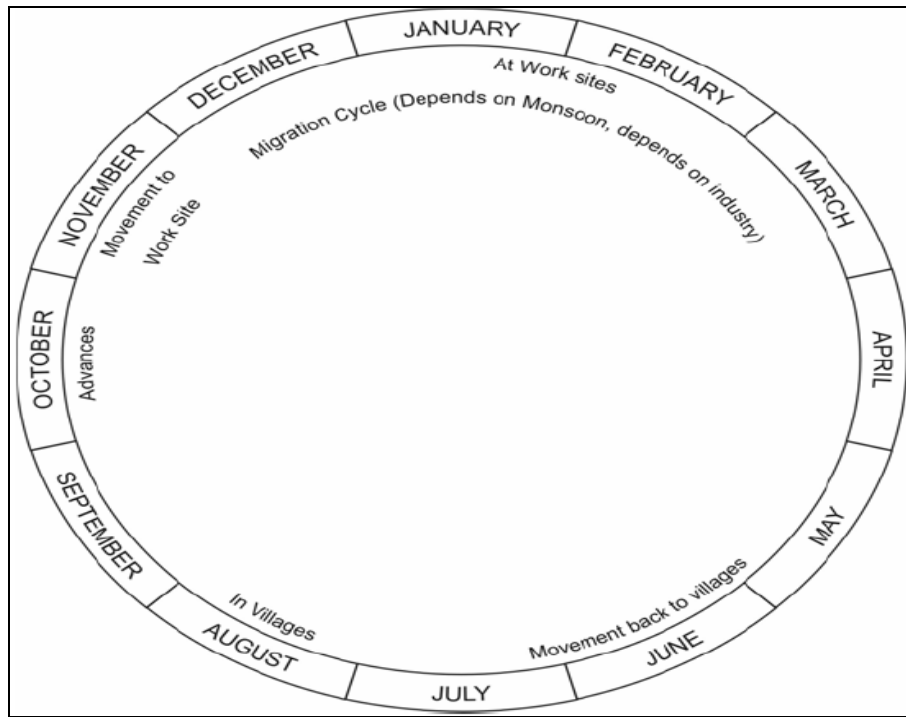 JANUARY
FEBRUARY
MARCH
APRIL
MAY
JUNE
JULY
AUGUST
SEPTEMBER
OCTOBER
NOVEMBER
DECEMBER
At Work sites
Migration Cycle (Depends on Monsoon, depends on industry)
Movement to
Work Site
Advances
In Villages
Movement back to villages